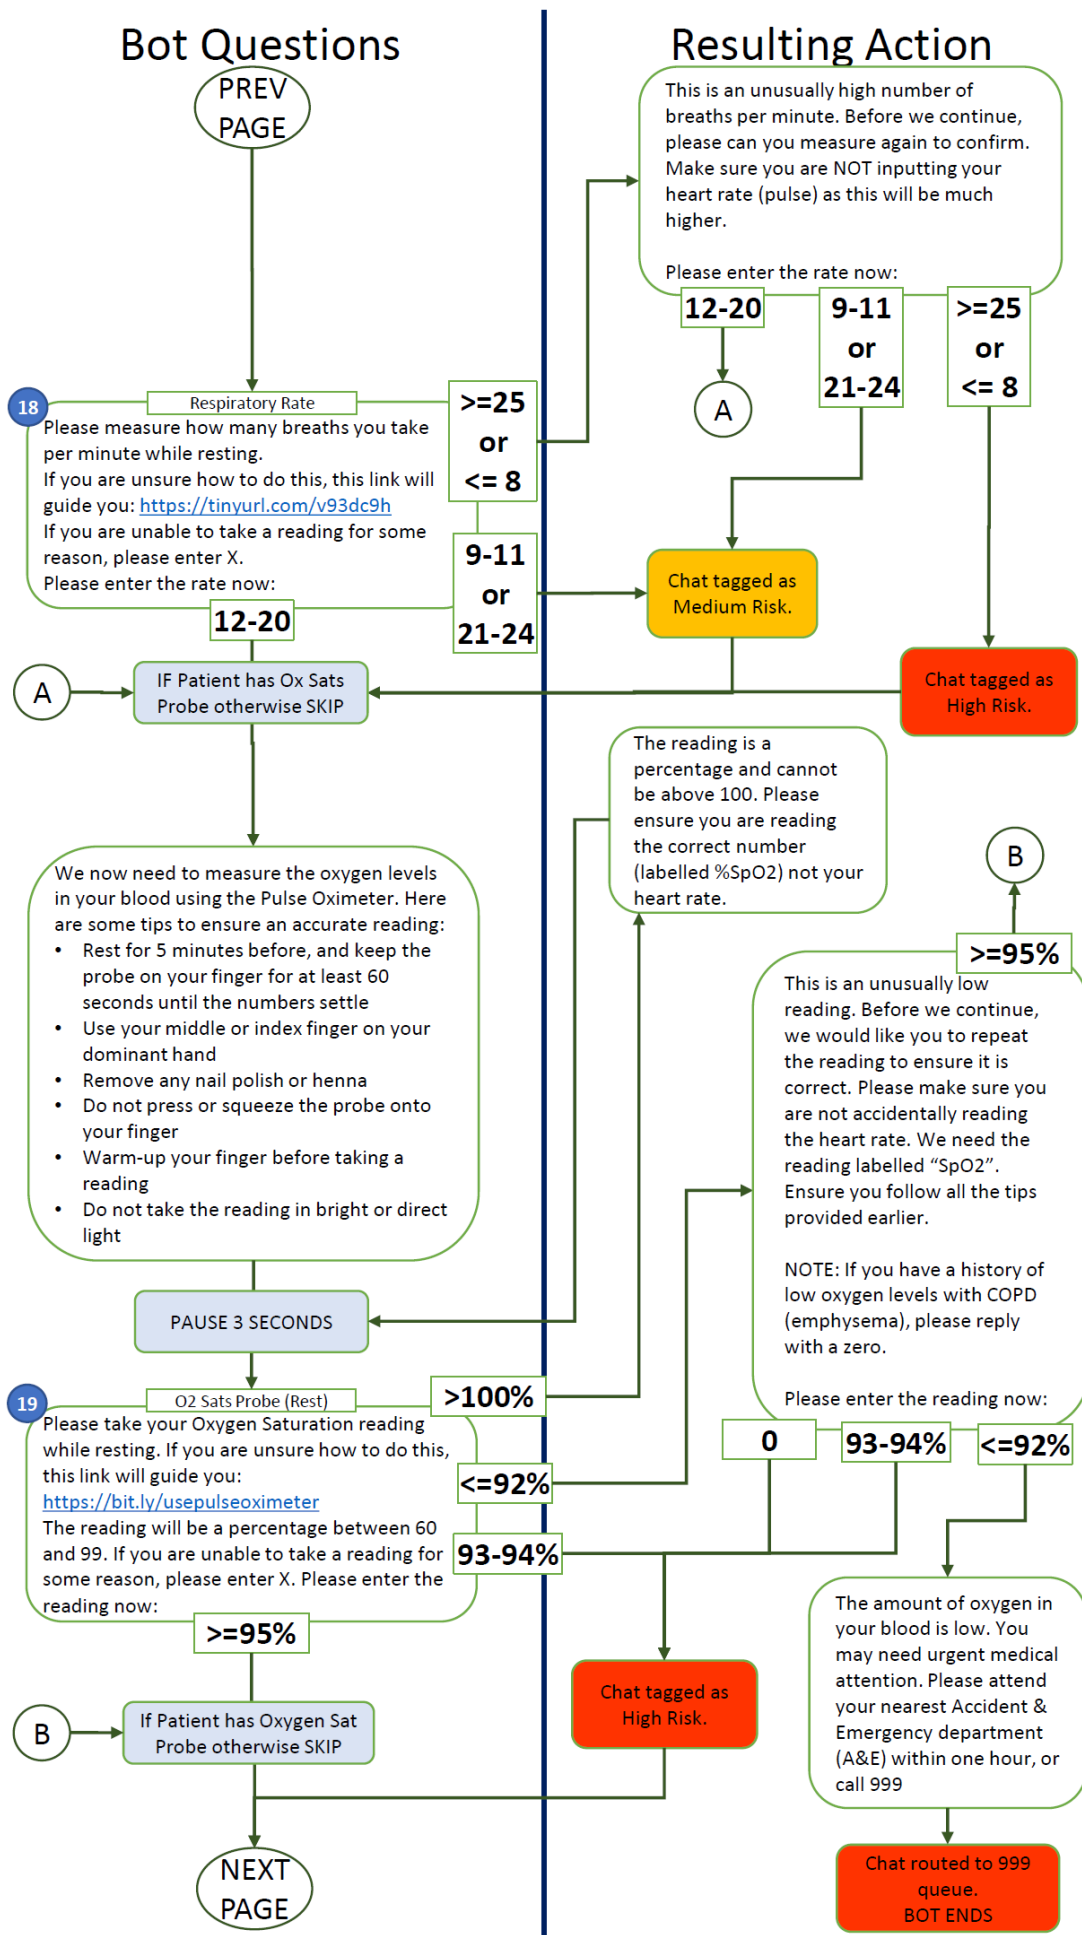 Bot Questions
Resulting Action
PREV
PAGE
This is an unusually high number of
breaths per minute. Before we continue,
please can you measure again to confirm.
Make sure you are NOT inputting your
heart rate (pulse) as this will be much
higher.
Please enter the rate now:
12-20
9-11
or
21-24
>=25
or
<= 8
A
18
Respiratory Rate
Please measure how many breaths you take
per minute while resting.
If you are unsure how to do this, this link will
guide you: https://tinyurl.com/v93dc9h
If you are unable to take a reading for some
reason, please enter X.
Please enter the rate now:
>=25
or
<= 8
9-11
or
21-24
12-20
Chat tagged as
Medium Risk.
Chat tagged as
High Risk.
A
IF Patient has Ox Sats
Probe otherwise SKIP
The reading is a
percentage and cannot
be above 100. Please
ensure you are reading
the correct number
(labelled %SpO2) not your
heart rate.
B
We now need to measure the oxygen levels
in your blood using the Pulse Oximeter. Here
are some tips to ensure an accurate reading:
• Rest for 5 minutes before, and keep the
probe on your finger for at least 60
seconds until the numbers settle
• Use your middle or index finger on your
dominant hand
• Remove any nail polish or henna
• Do not press or squeeze the probe onto
your finger
• Warm-up your finger before taking a
reading
• Do not take the reading in bright or direct
light
>=95%
This is an unusually low
reading. Before we continue,
we would like you to repeat
the reading to ensure it is
correct. Please make sure you
are not accidentally reading
the heart rate. We need the
reading labelled “SpO2”.
Ensure you follow all the tips
provided earlier.
NOTE: If you have a history of
low oxygen levels with COPD
(emphysema), please reply
with a zero.
Please enter the reading now:
0
93-94%
<=92%
PAUSE 3 SECONDS
19
O2 Sats Probe (Rest)
Please take your Oxygen Saturation reading
while resting. If you are unsure how to do this,
this link will guide you:
https://bit.ly/usepulseoximeter
The reading will be a percentage between 60
and 99. If you are unable to take a reading for
some reason, please enter X. Please enter the
reading now:
>100%
<=92%
93-94%
>=95%
The amount of oxygen in
your blood is low. You
may need urgent medical
attention. Please attend
your nearest Accident &
Emergency department
(A&E) within one hour, or
call 999
Chat tagged as
High Risk.
B
If Patient has Oxygen Sat
Probe otherwise SKIP
NEXT
PAGE
Chat routed to 999
queue.
BOT ENDS